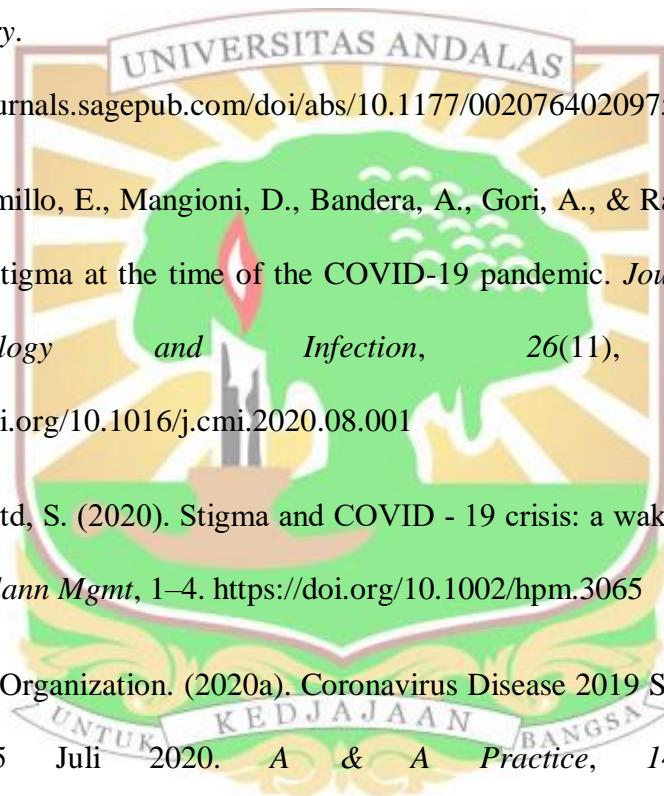 ry.
UNIVERSITAS ANDALAS
urnals.sagepub.com/doi/abs/10.1177/002076402097
millo, E., Mangioni, D., Bandera, A., Gori, A., & Ra
tigma at the time of the COVID-19 pandemic. Jou
logy and Infection, 26(11),
i.org/10.1016/j.cmi.2020.08.001
td, S. (2020). Stigma and COVID - 19 crisis: a wak
lann Mgmt, 1–4. https://doi.org/10.1002/hpm.3065
Organization. (2020a). Coronavirus Disease 2019 S
UNTUK KEDJAJAAN BANGSA
5 Juli 2020. A & A Practice, 14